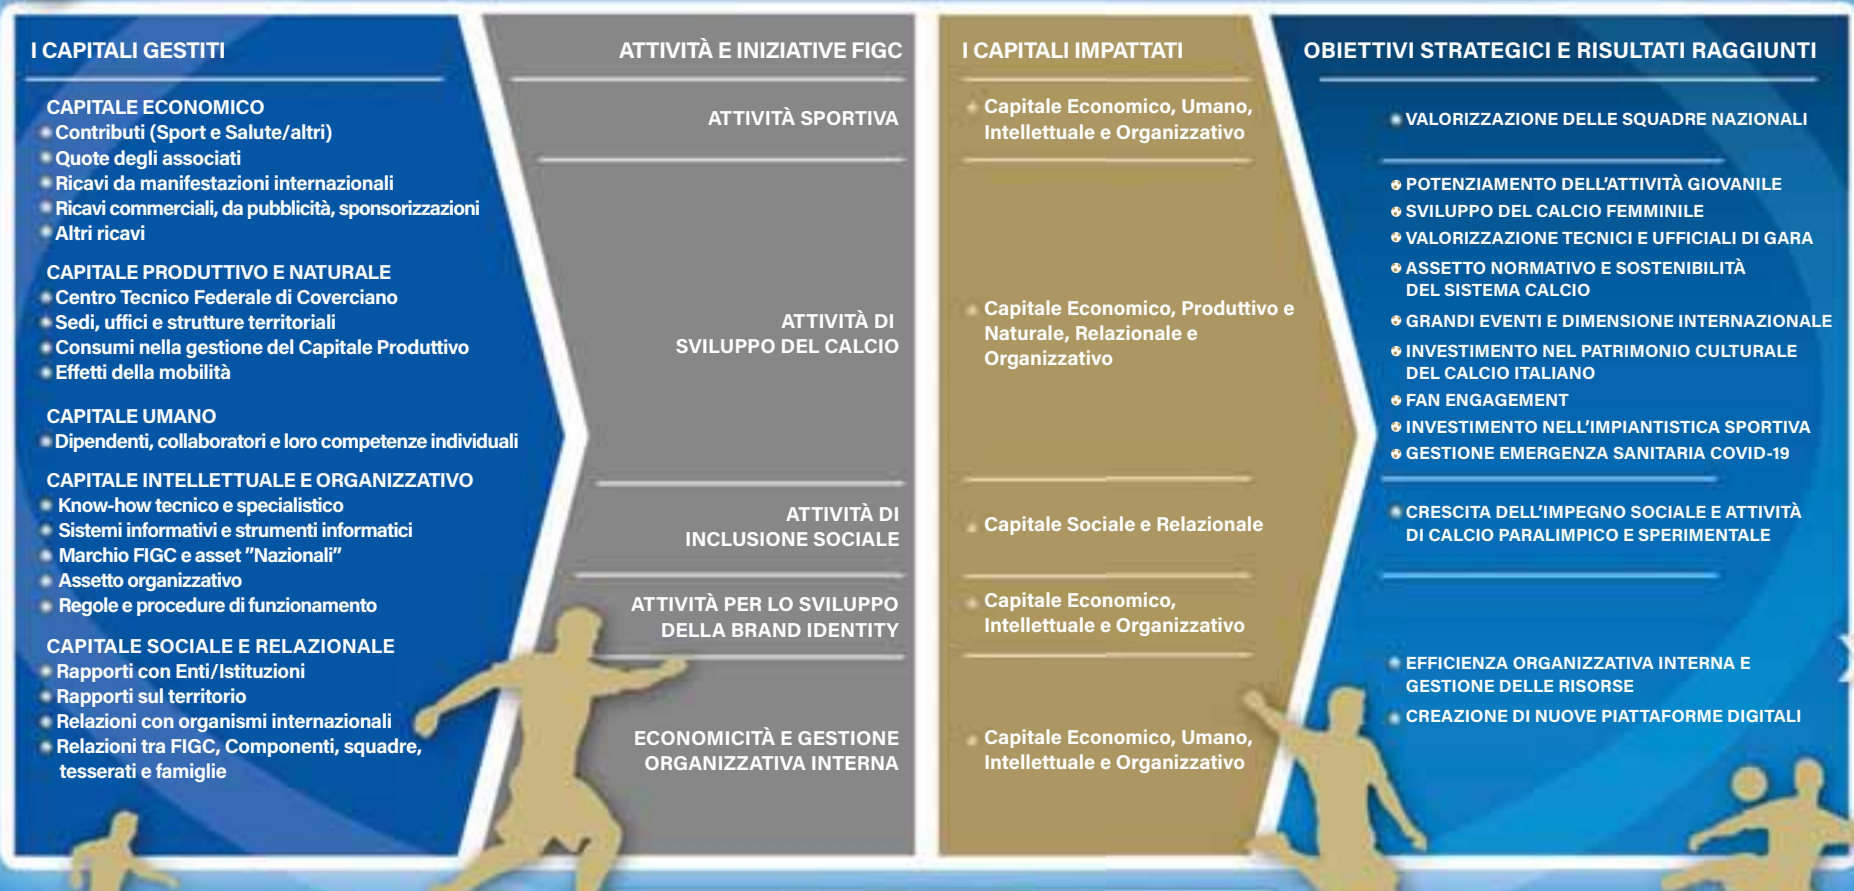 I CAPITALI GESTITI
CAPITALE ECONOMICO
Contributi (Sport e Salute/altri)
Quote degli associati
Ricavi da manifestazioni internazionali
Ricavi commerciali, da pubblicità, sponsorizzazioni
Altri ricavi
CAPITALE PRODUTTIVO E NATURALE
Centro Tecnico Federale di Coverciano
Sedi, uffici e strutture territoriali
Consumi nella gestione del Capitale Produttivo
Effetti della mobilità
CAPITALE UMANO
Dipendenti, collaboratori e loro competenze individuali
CAPITALE INTELLETTUALE E ORGANIZZATIVO
Know-how tecnico e specialistico
Sistemi informativi e strumenti informatici
Marchio FIGC e asset "Nazionali"
Assetto organizzativo
Regole e procedure di funzionamento
CAPITALE SOCIALE E RELAZIONALE
Rapporti con Enti/Istituzioni
Rapporti sul territorio
Relazioni con organismi internazionali
Relazioni tra FIGC, Componenti, squadre,
tesserati e famiglie
ATTIVITÀ E INIZIATIVE FIGC
ATTIVITÀ SPORTIVA
ATTIVITÀ DI
SVILUPPO DEL CALCIO
ATTIVITÀ DI
INCLUSIONE SOCIALE
ATTIVITÀ PER LO SVILUPPO
DELLA BRAND IDENTITY
ECONOMICITÀ E GESTIONE
ORGANIZZATIVA INTERNA
I CAPITALI IMPATTATI
Capitale Economico, Umano,
Intellettuale e Organizzativo
Capitale Economico, Produttivo e
Naturale, Relazionale e
Organizzativo
Capitale Sociale e Relazionale
Capitale Economico,
Intellettuale e Organizzativo
Capitale Economico, Umano,
Intellettuale e Organizzativo
OBIETTIVI STRATEGICI E RISULTATI RAGGIUNTI
VALORIZZAZIONE DELLE SQUADRE NAZIONALI
POTENZIAMENTO DELL'ATTIVITÀ GIOVANILE
SVILUPPO DEL CALCIO FEMMINILE
VALORIZZAZIONE TECNICI E UFFICIALI DI GARA
ASSETTO NORMATIVO E SOSTENIBILITÀ
DEL SISTEMA CALCIO
GRANDI EVENTI E DIMENSIONE INTERNAZIONALE
INVESTIMENTO NEL PATRIMONIO CULTURALE
DEL CALCIO ITALIANO
FAN ENGAGEMENT
INVESTIMENTO NELL'IMPIANTISTICA SPORTIVA
GESTIONE EMERGENZA SANITARIA COVID-19
CRESCITA DELL'IMPEGNO SOCIALE E ATTIVITÀ
DI CALCIO PARALIMPICO E SPERIMENTALE
EFFICIENZA ORGANIZZATIVA INTERNA E
GESTIONE DELLE RISORSE
CREAZIONE DI NUOVE PIATTAFORME DIGITALI